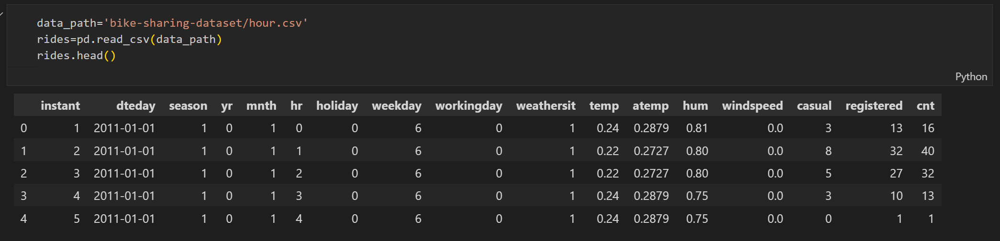 data_path='bike-sharing-dataset/hour.csv'
rides=pd.read_csv(data_path)
rides.head()
Python
instant dteday season yr mnth hr holiday weekday workingday weathersit temp atemp hum windspeed casual registered cnt
0 1 2011-01-01 1 0 1 0 0 6 0 1 0.24 0.2879 0.81 0.0 3 13 16
1 2 2011-01-01 1 0 1 1 0 6 0 1 0.22 0.2727 0.80 0.0 8 32 40
2 3 2011-01-01 1 0 1 2 0 6 0 1 0.22 0.2727 0.80 0.0 5 27 32
3 4 2011-01-01 1 0 1 3 0 6 0 1 0.24 0.2879 0.75 0.0 3 10 13
4 5 2011-01-01 1 0 1 4 0 6 0 1 0.24 0.2879 0.75 0.0 0 1 1